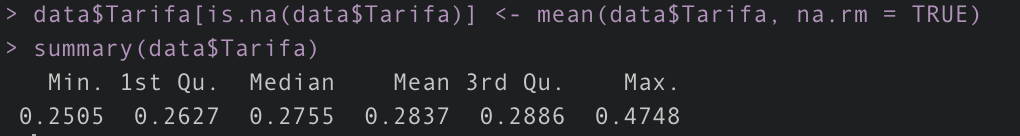 > data$Tarifa[is.na(data$Tarifa)] <- mean(data$Tarifa, na.rm = TRUE)
> summary(data$Tarifa)
   Min. 1st Qu.  Median    Mean 3rd Qu.    Max.
 0.2505  0.2627  0.2755  0.2837  0.2886  0.4748